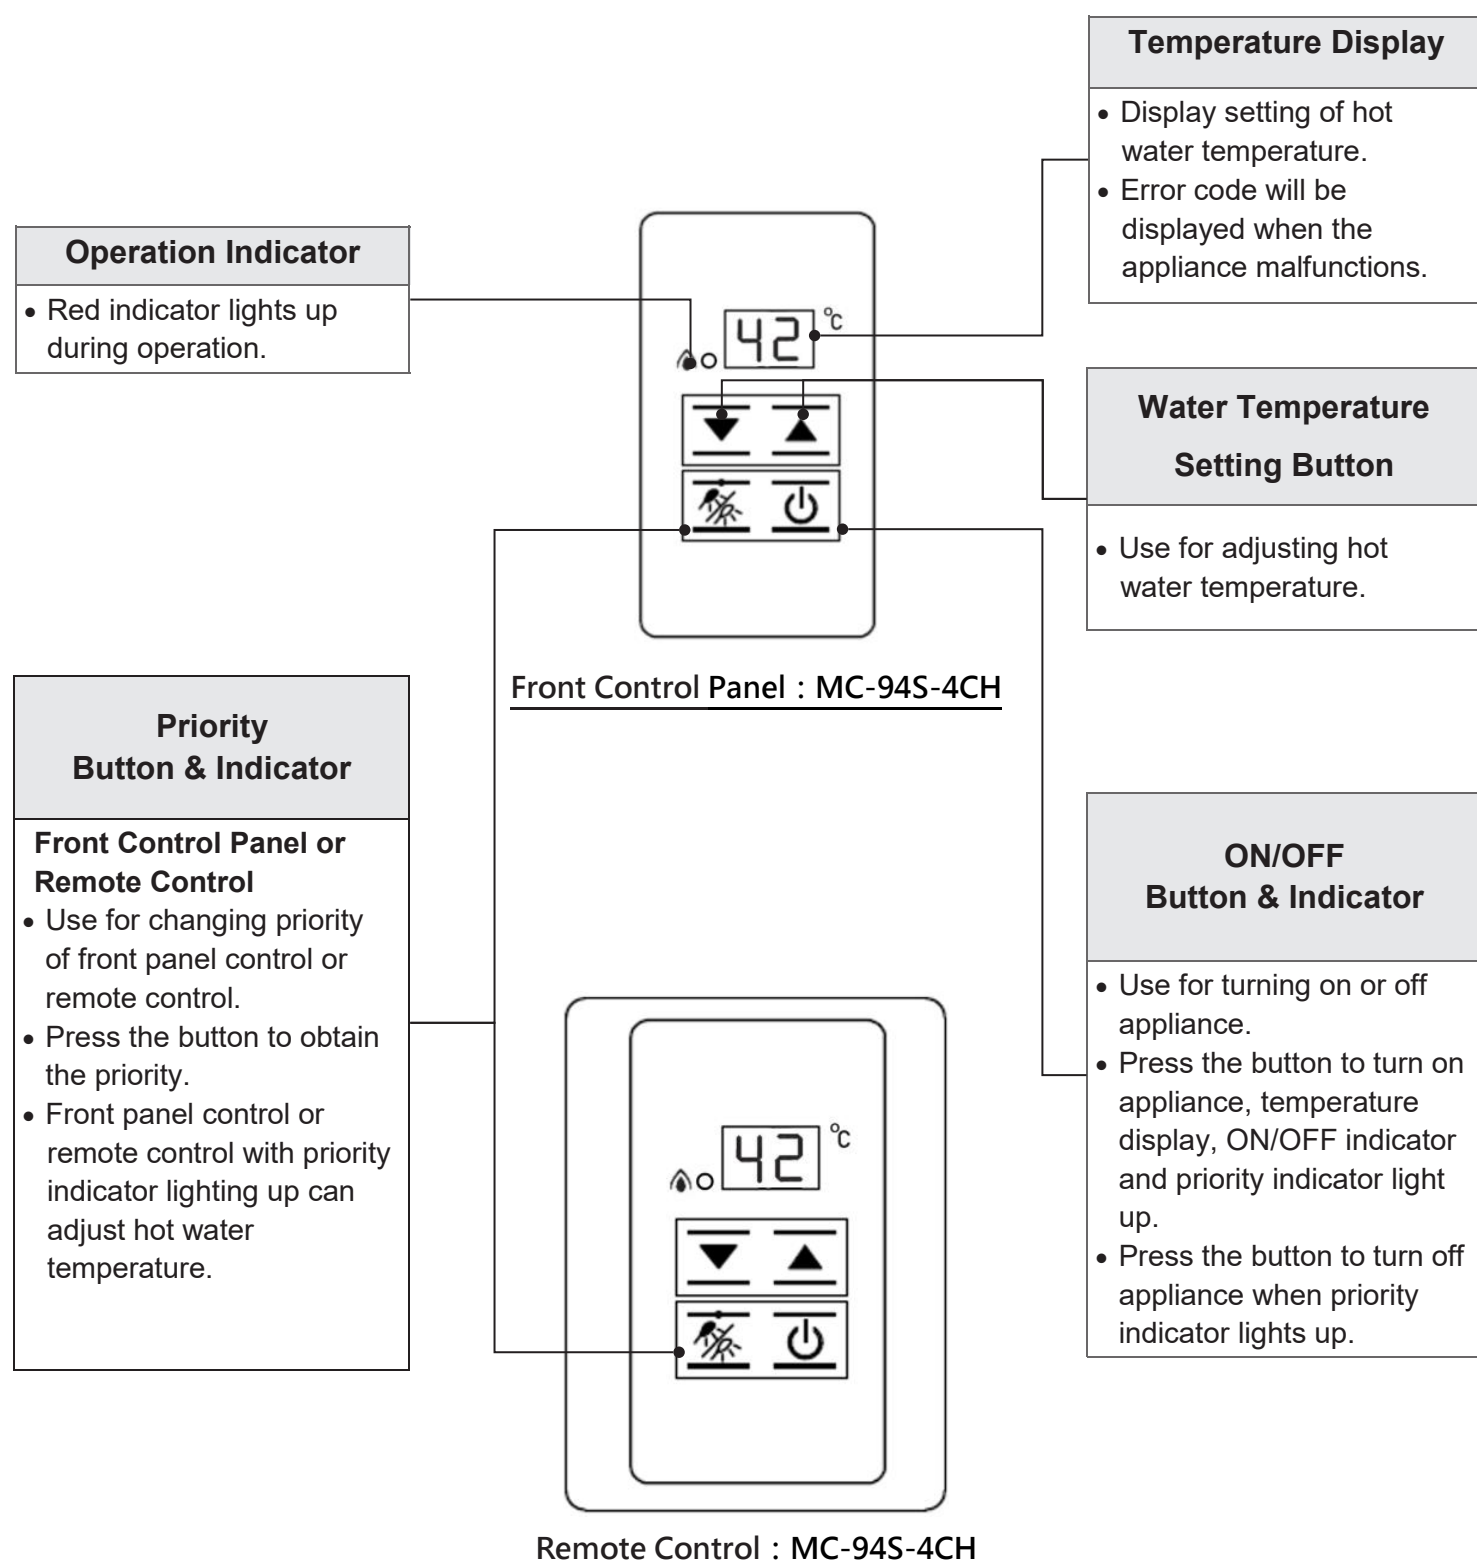 Temperature Display
• Display setting of hot
water temperature.
• Error code will be
displayed when the
appliance malfunctions.
Operation Indicator
• Red indicator lights up
during operation.
42 °C
Water Temperature
Setting Button
• Use for adjusting hot
water temperature.
Front Control Panel：MC-94S-4CH
Priority
Button & Indicator
Front Control Panel or
Remote Control
• Use for changing priority
of front panel control or
remote control.
• Press the button to obtain
the priority.
• Front panel control or
remote control with priority
indicator lighting up can
adjust hot water
temperature.
ON/OFF
Button & Indicator
• Use for turning on or off
appliance.
• Press the button to turn on
appliance, temperature
display, ON/OFF indicator
and priority indicator light
up.
• Press the button to turn off
appliance when priority
indicator lights up.
42 °C
Remote Control：MC-94S-4CH